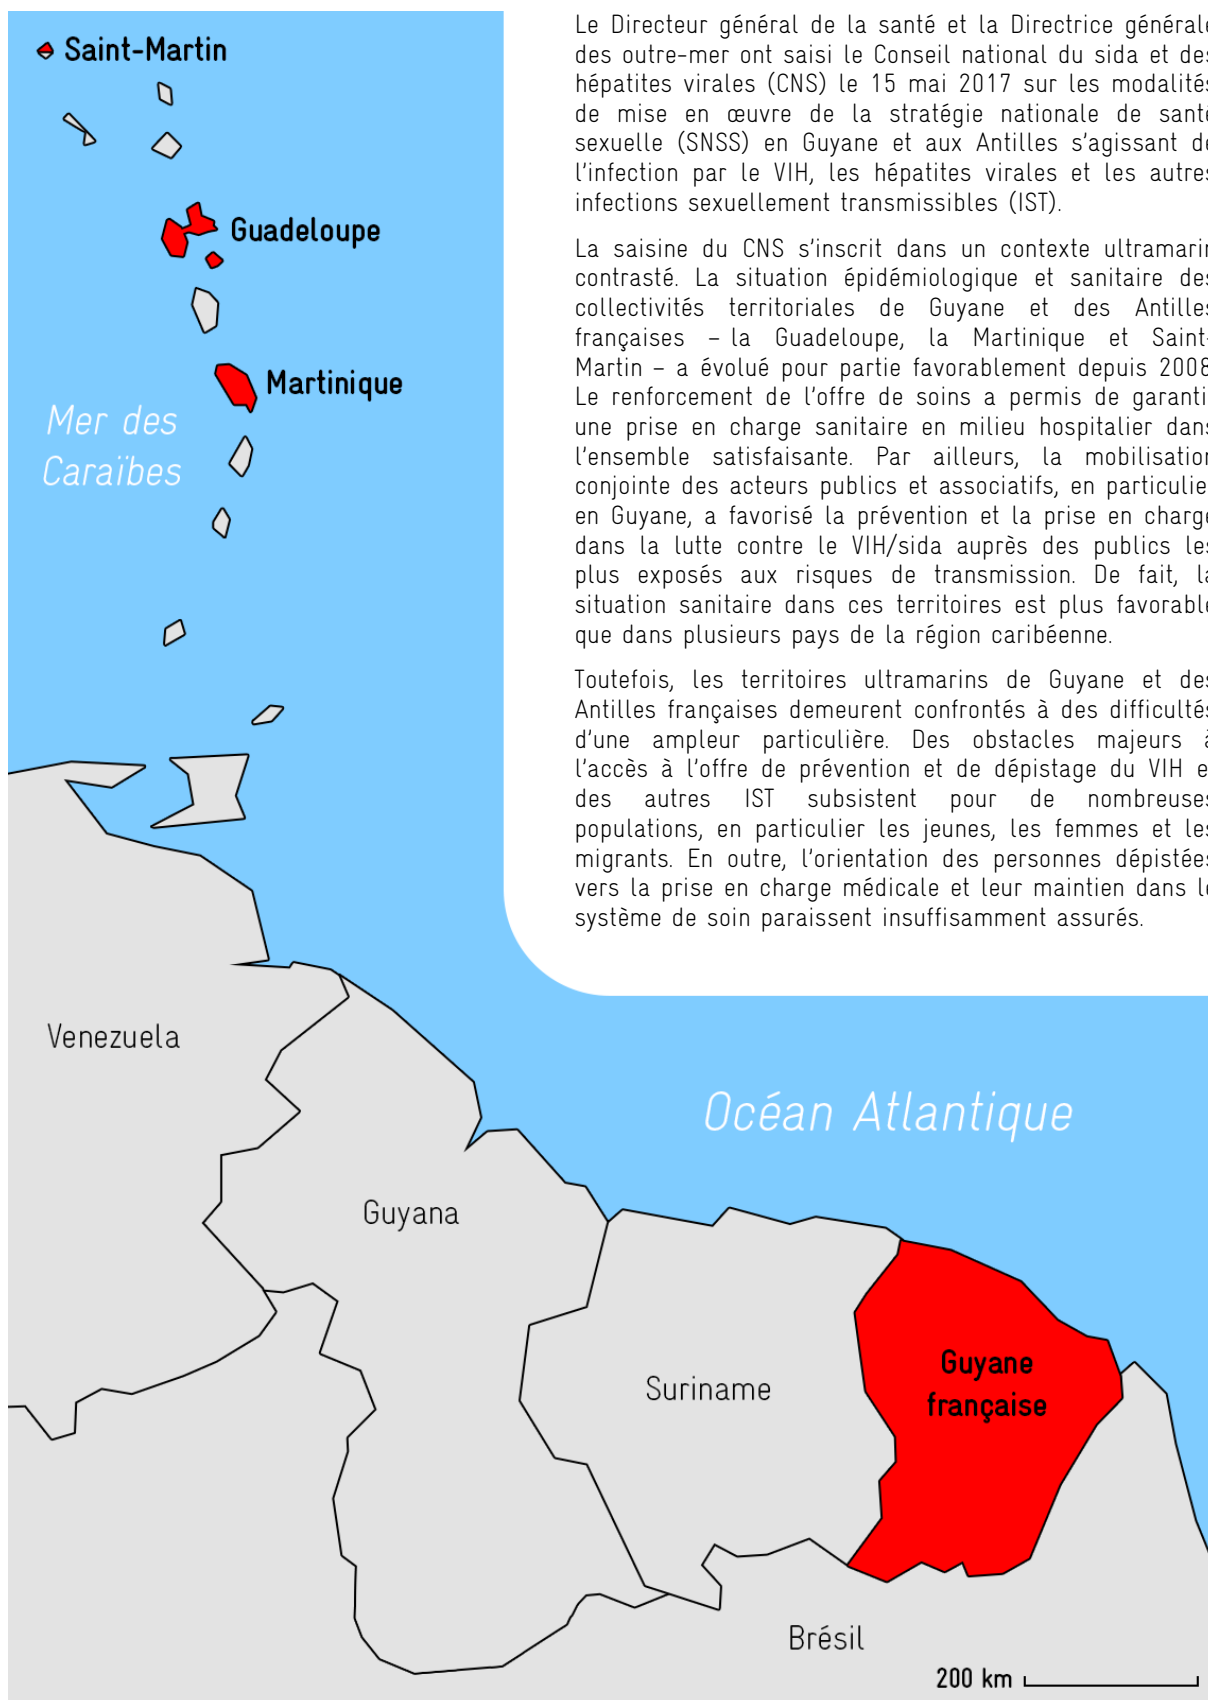 Saint-Martin
Guadeloupe
Martinique
Mer des
Caraïbes
Le Directeur général de la santé et la Directrice générale
des outre-mer ont saisi le Conseil national du sida et des
hépatites virales (CNS) le 15 mai 2017 sur les modalités
de mise en œuvre de la stratégie nationale de santé
sexuelle (SNSS) en Guyane et aux Antilles s'agissant de
l'infection par le VIH, les hépatites virales et les autres
infections sexuellement transmissibles (IST).
La saisine du CNS s'inscrit dans un contexte ultramarin
contrasté. La situation épidémiologique et sanitaire des
collectivités territoriales de Guyane et des Antilles
françaises – la Guadeloupe, la Martinique et Saint-
Martin – a évolué pour partie favorablement depuis 2008
Le renforcement de l'offre de soins a permis de garantir
une prise en charge sanitaire en milieu hospitalier dans
l'ensemble satisfaisante. Par ailleurs, la mobilisation
conjointe des acteurs publics et associatifs, en particulier
en Guyane, a favorisé la prévention et la prise en charge
dans la lutte contre le VIH/sida auprès des publics les
plus exposés aux risques de transmission. De fait, la
situation sanitaire dans ces territoires est plus favorable
que dans plusieurs pays de la région caribéenne.
Toutefois, les territoires ultramarins de Guyane et des
Antilles françaises demeurent confrontés à des difficultés
d'une ampleur particulière. Des obstacles majeurs à
l'accès à l'offre de prévention et de dépistage du VIH et
des autres IST subsistent pour de nombreuses
populations, en particulier les jeunes, les femmes et les
migrants. En outre, l'orientation des personnes dépistées
vers la prise en charge médicale et leur maintien dans le
système de soin paraissent insuffisamment assurés.
Venezuela
Océan Atlantique
Guyana
Suriname
Guyane
française
Brésil
200 km